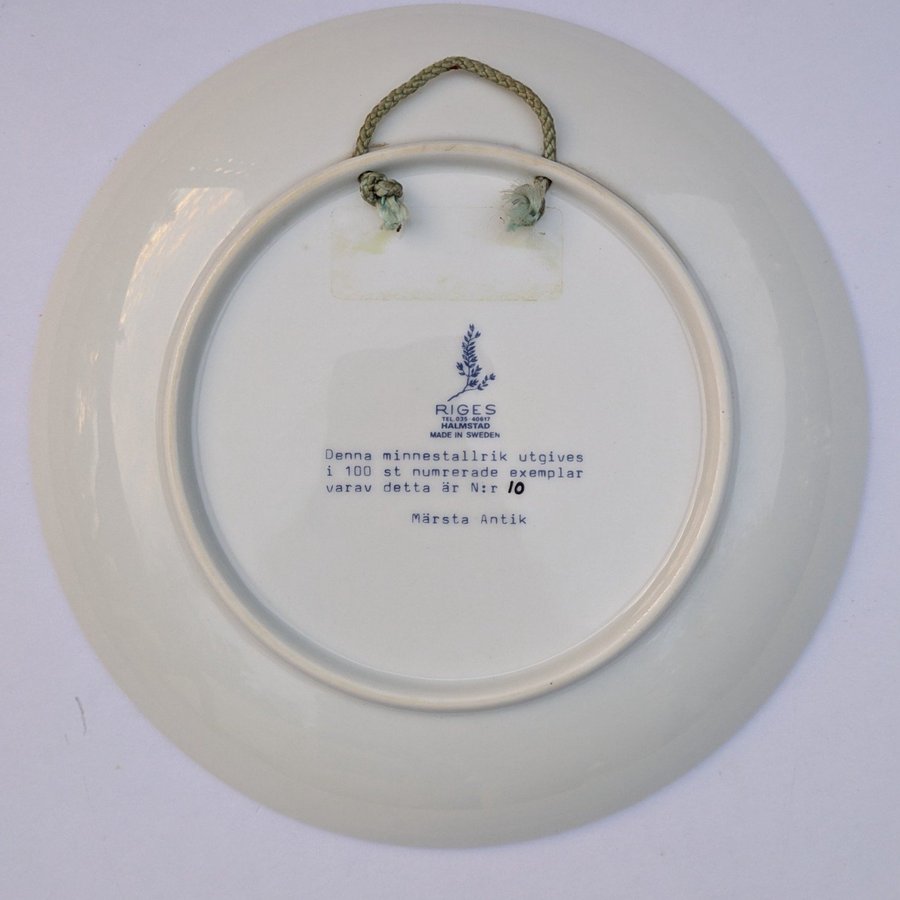 RIGES
TEL. 035-40617
HALMSTAD
MADE IN SWEDEN
Denna minnestallrik utgives
i 100 st numrerade exemplar
varav detta är N:r 10
Märsta Antik